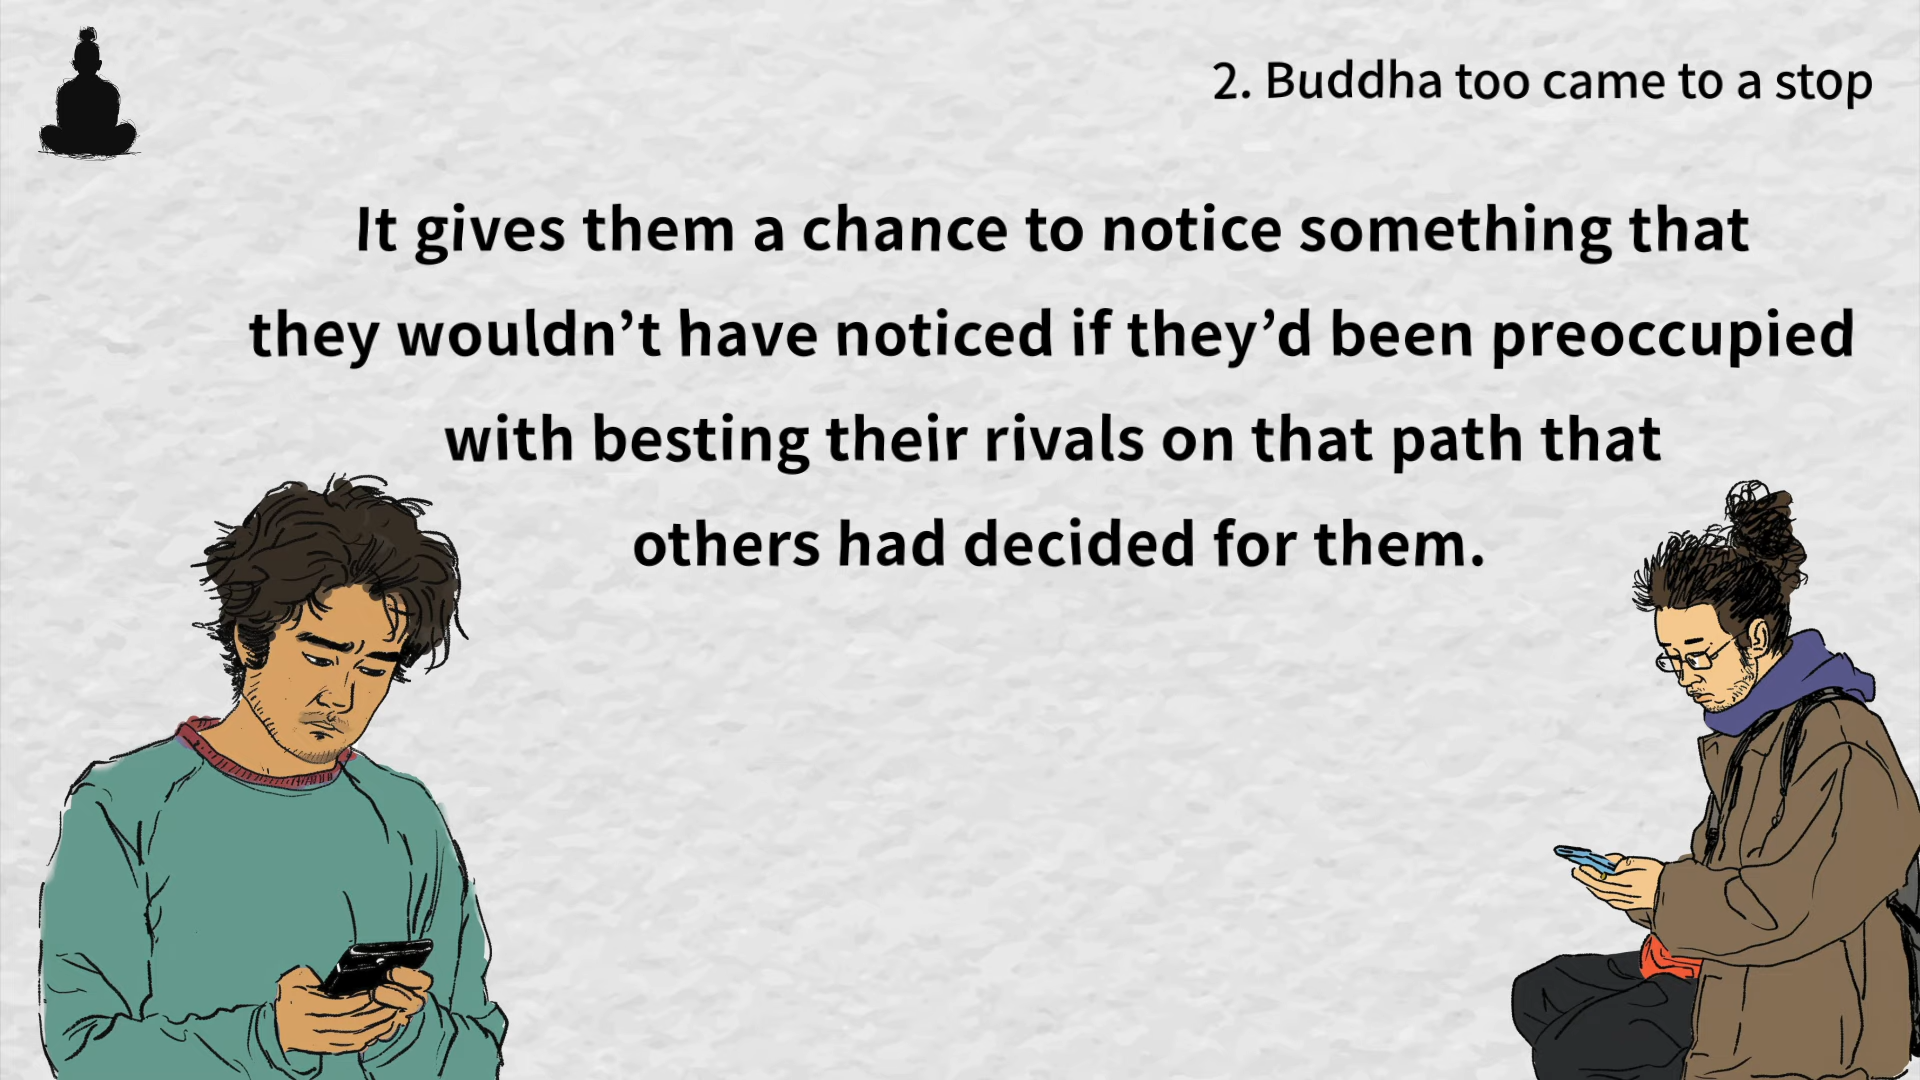 2. Buddha too came to a stop
It gives them a chance to notice something that
they wouldn’t have noticed if they’d been preoccupied
with besting their rivals on that path that
others had decided for them.